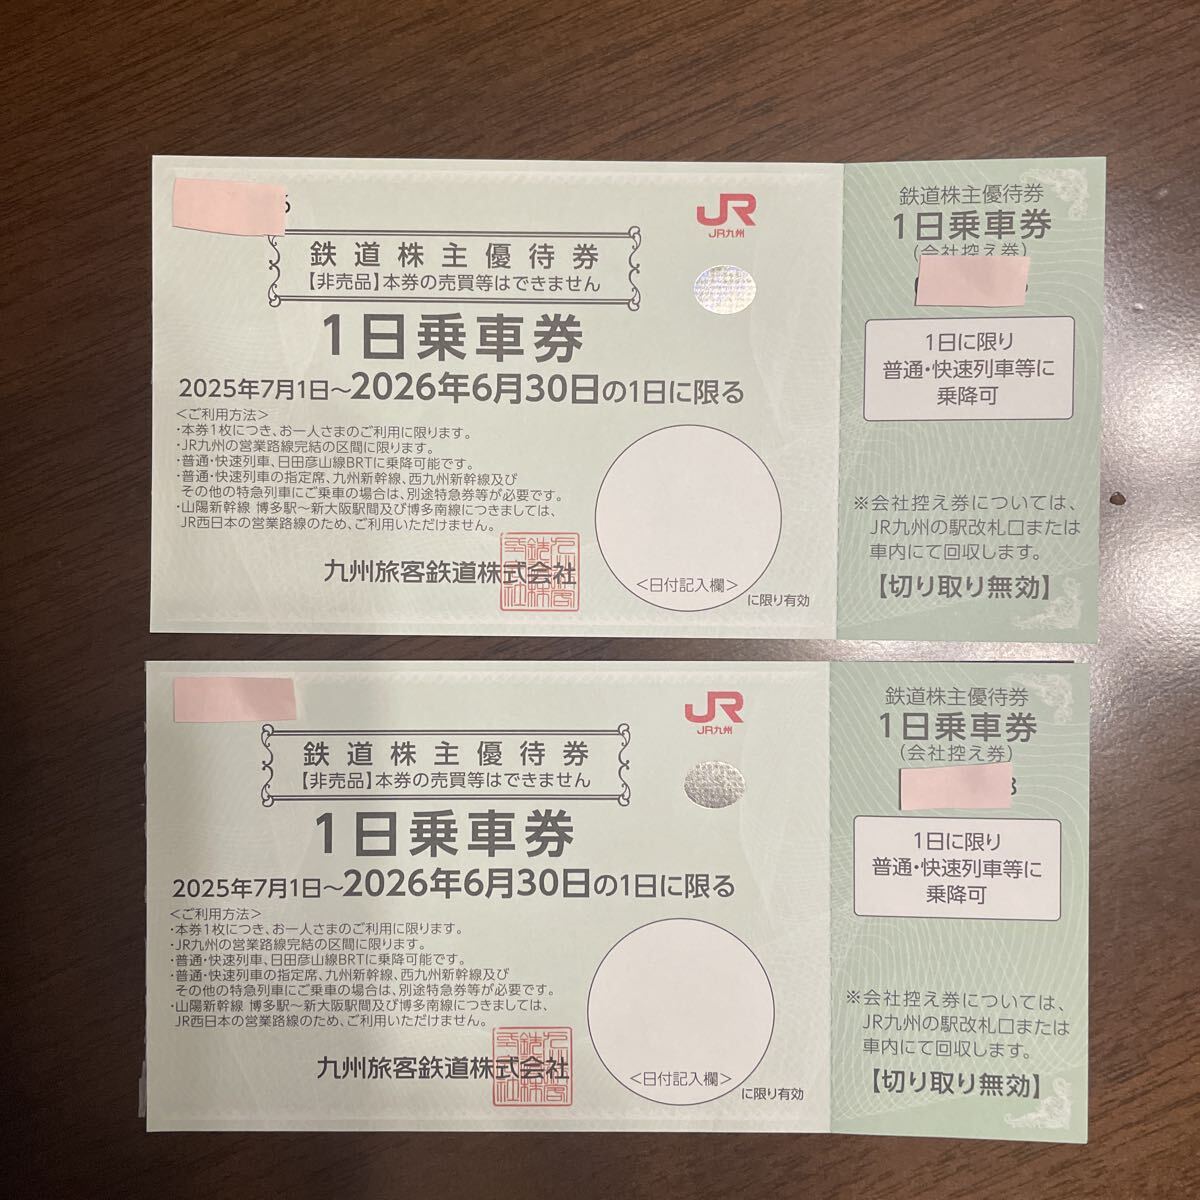 6
JR
JR九州
鉄道株主優待券
【非売品】本券の売買等はできません
1日乗車券
2025年7月1日～2026年6月30日の1日に限る
＜ご利用方法＞
・本券1枚につき、お一人さまのご利用に限ります。
・JR九州の営業路線完結の区間に限ります。
・普通・快速列車、日田彦山線BRTに乗降可能です。
・普通・快速列車の指定席、九州新幹線、西九州新幹線及び
その他の特急列車にご乗車の場合は、別途特急券等が必要です。
・山陽新幹線 博多駅～新大阪駅間及び博多南線につきましては、
JR西日本の営業路線のため、ご利用いただけません。
九州旅客鉄道株式会社
＜日付記入欄＞
に限り有効
鉄道株主優待券
1日乗車券
(会社控え券)
1日に限り
普通・快速列車等に
乗降可
※会社控え券については、
JR九州の駅改札口または
車内にて回収します。
【切り取り無効】
JR
JR九州
鉄道株主優待券
【非売品】本券の売買等はできません
1日乗車券
2025年7月1日～2026年6月30日の1日に限る
＜ご利用方法＞
・本券1枚につき、お一人さまのご利用に限ります。
・JR九州の営業路線完結の区間に限ります。
・普通・快速列車、日田彦山線BRTに乗降可能です。
・普通・快速列車の指定席、九州新幹線、西九州新幹線及び
その他の特急列車にご乗車の場合は、別途特急券等が必要です。
・山陽新幹線 博多駅～新大阪駅間及び博多南線につきましては、
JR西日本の営業路線のため、ご利用いただけません。
九州旅客鉄道株式会社
＜日付記入欄＞
に限り有効
鉄道株主優待券
1日乗車券
(会社控え券)
8
1日に限り
普通・快速列車等に
乗降可
※会社控え券については、
JR九州の駅改札口または
車内にて回収します。
【切り取り無効】